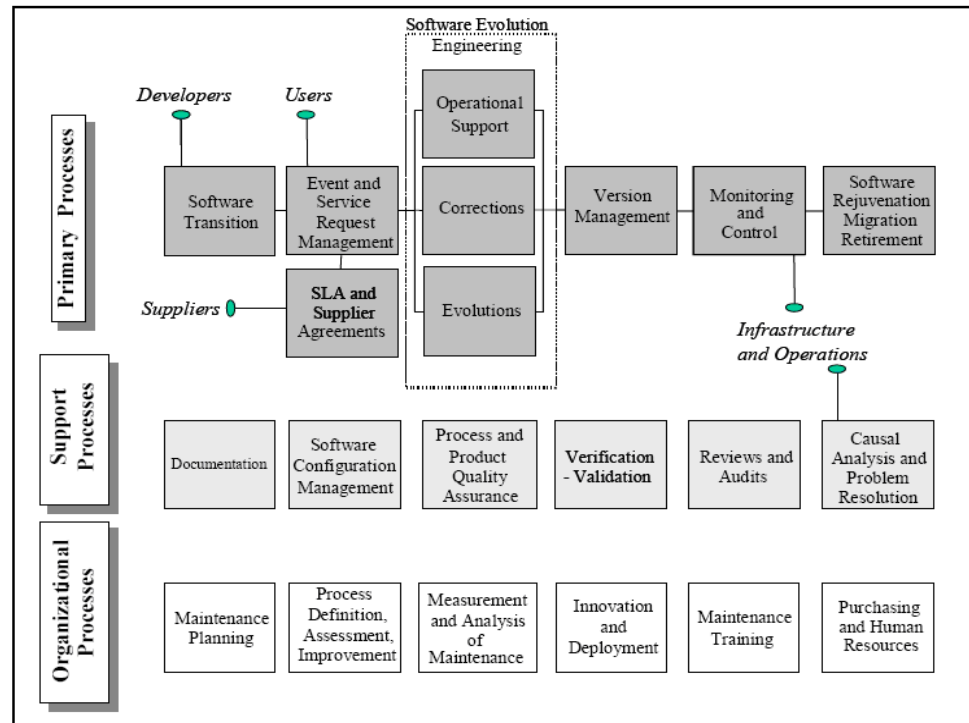 Software Evolution
Engineering
Developers
Users
Operational
Support
Primary Processes
Software
Transition
Event and
Service
Request
Management
Corrections
Version
Management
Monitoring
and
Control
Software
Rejuvenation
Migration
Retirement
Suppliers
SLA and
Supplier
Agreements
Evolutions
Infrastructure
and Operations
Support
Processes
Documentation
Software
Configuration
Management
Process and
Product
Quality
Assurance
Verification
- Validation
Reviews and
Audits
Causal
Analysis and
Problem
Resolution
Organizational
Processes
Maintenance
Planning
Process
Definition,
Assessment,
Improvement
Measurement
and Analysis
of
Maintenance
Innovation
and
Deployment
Maintenance
Training
Purchasing
and Human
Resources